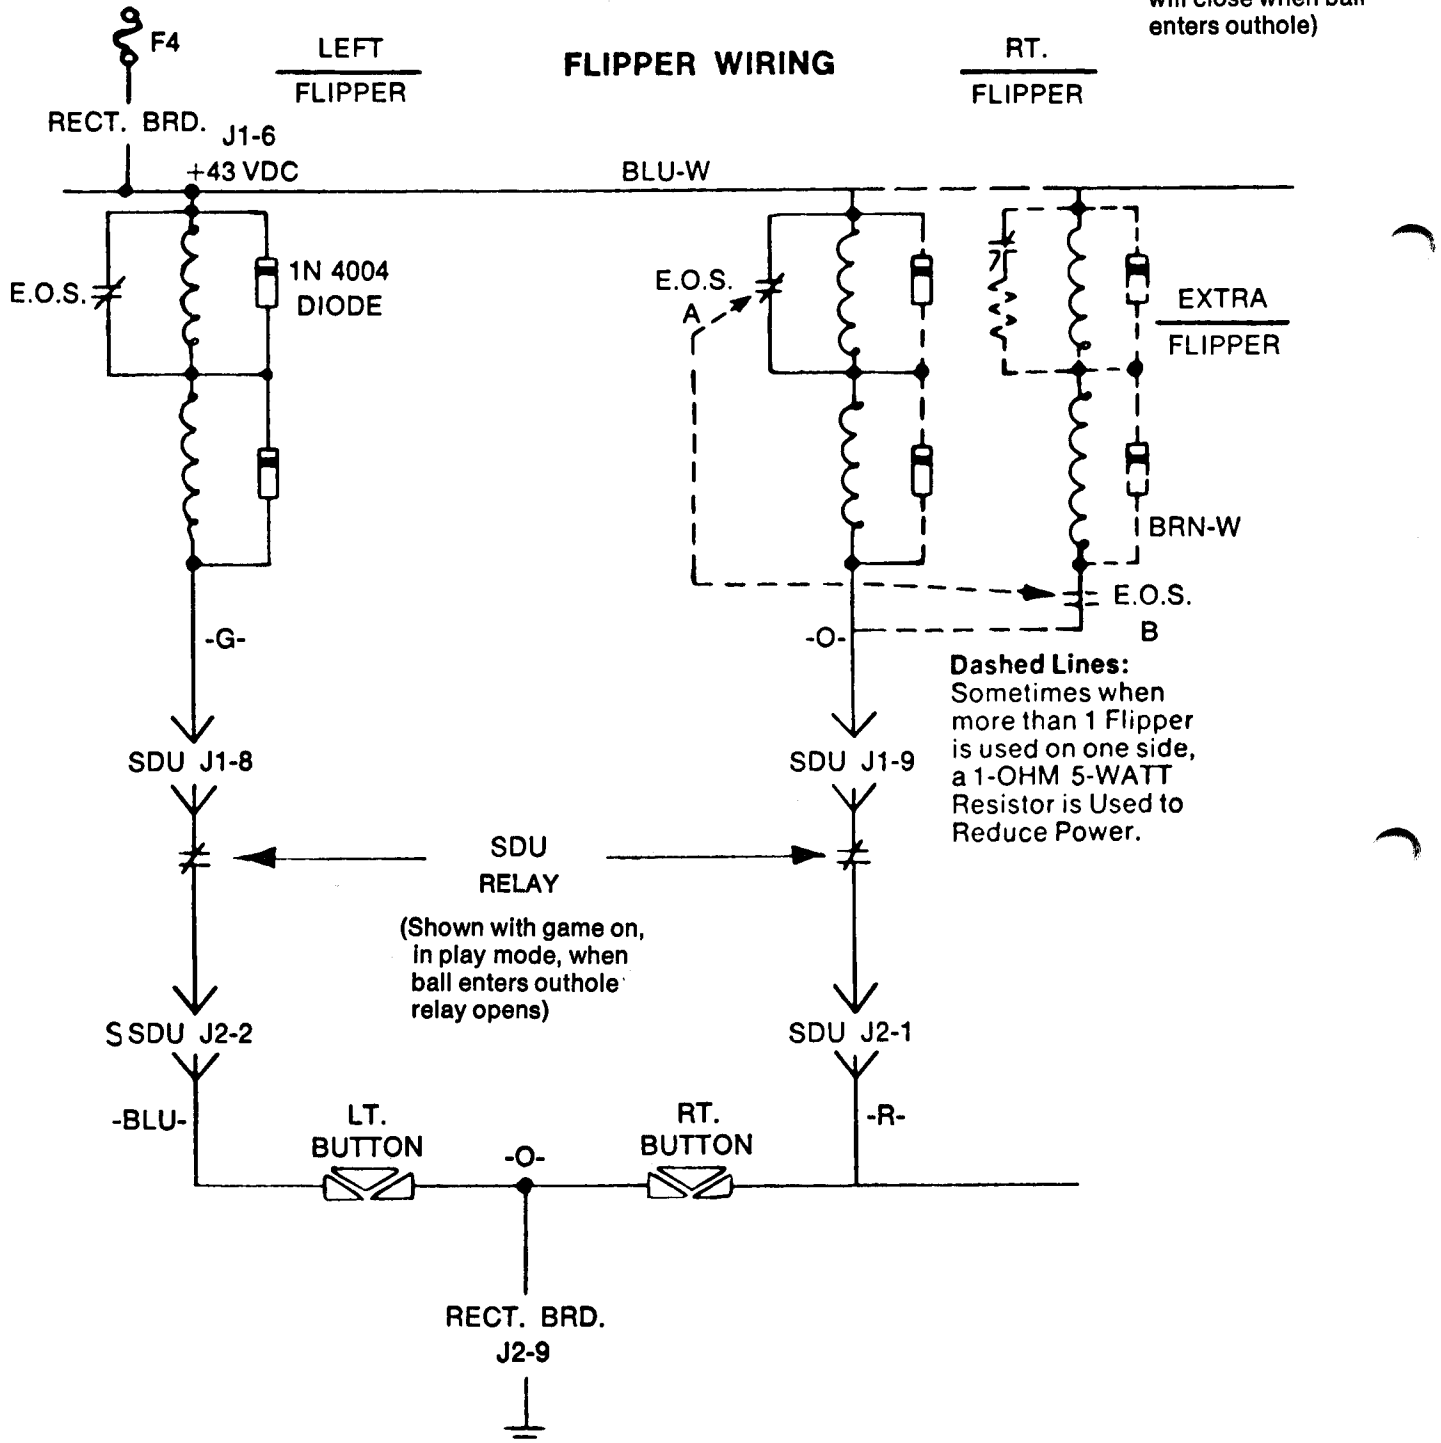 will close when ball
enters outhole)
F4
LEFT
FLIPPER
FLIPPER WIRING
RT.
FLIPPER
RECT. BRD.
J1-6
+43 VDC
BLU-W
E.O.S.
1N 4004
DIODE
E.O.S.
A
EXTRA
FLIPPER
BRN-W
E.O.S.
B
-G-
-O-
Dashed Lines:
Sometimes when
more than 1 Flipper
is used on one side,
a 1-OHM 5-WATT
Resistor is Used to
Reduce Power.
SDU J1-8
SDU J1-9
SDU
RELAY
(Shown with game on,
in play mode, when
ball enters outhole
relay opens)
SSDU J2-2
SDU J2-1
-BLU-
LT.
BUTTON
-O-
RT.
BUTTON
-R-
RECT. BRD.
J2-9